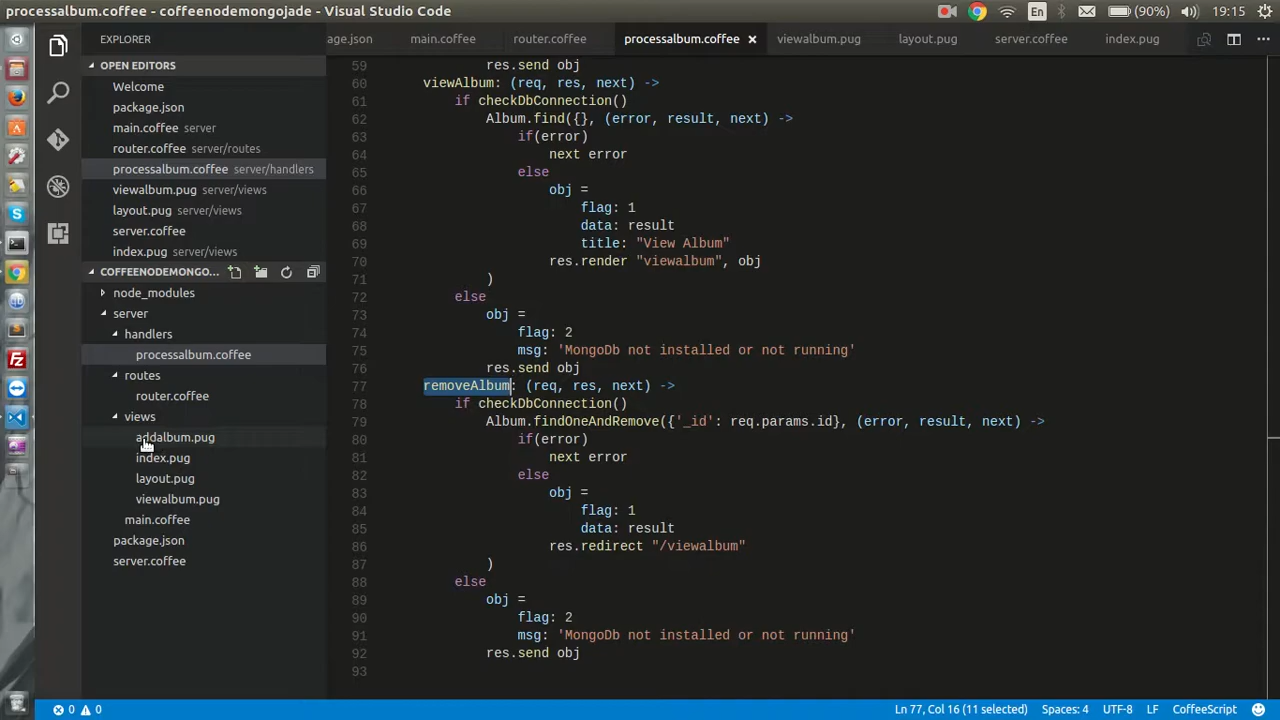 processalbum.coffee - coffeenodemongojade - Visual Studio Code
En
(90%)
19:15
EXPLORER
age.json
main.coffee
router.coffee
processalbum.coffee
viewalbum.pug
layout.pug
server.coffee
index.pug
OPEN EDITORS
Welcome
package.json
main.coffee server
router.coffee server/routes
processalbum.coffee server/handlers
viewalbum.pug server/views
layout.pug server/views
server.coffee
index.pug server/views
COFFEENODEMONGO...
node_modules
server
handlers
processalbum.coffee
routes
router.coffee
views
addalbum.pug
index.pug
layout.pug
viewalbum.pug
main.coffee
package.json
server.coffee
59 res.send obj
60 viewAlbum: (req, res, next) ->
61 if checkDbConnection()
62 Album.find({}, (error, result, next) ->
63 if(error)
64 next error
65 else
66 obj =
67 flag: 1
68 data: result
69 title: "View Album"
70 res.render "viewalbum", obj
71 )
72 else
73 obj =
74 flag: 2
75 msg: 'MongoDb not installed or not running'
76 res.send obj
77 removeAlbum: (req, res, next) ->
78 if checkDbConnection()
79 Album.findOneAndRemove({'_id': req.params.id}, (error, result, next) ->
80 if(error)
81 next error
82 else
83 obj =
84 flag: 1
85 data: result
86 res.redirect "/viewalbum"
87 )
88 else
89 obj =
90 flag: 2
91 msg: 'MongoDb not installed or not running'
92 res.send obj
93
0 0
Ln 77, Col 16 (11 selected)
Spaces: 4
UTF-8
LF
CoffeeScript